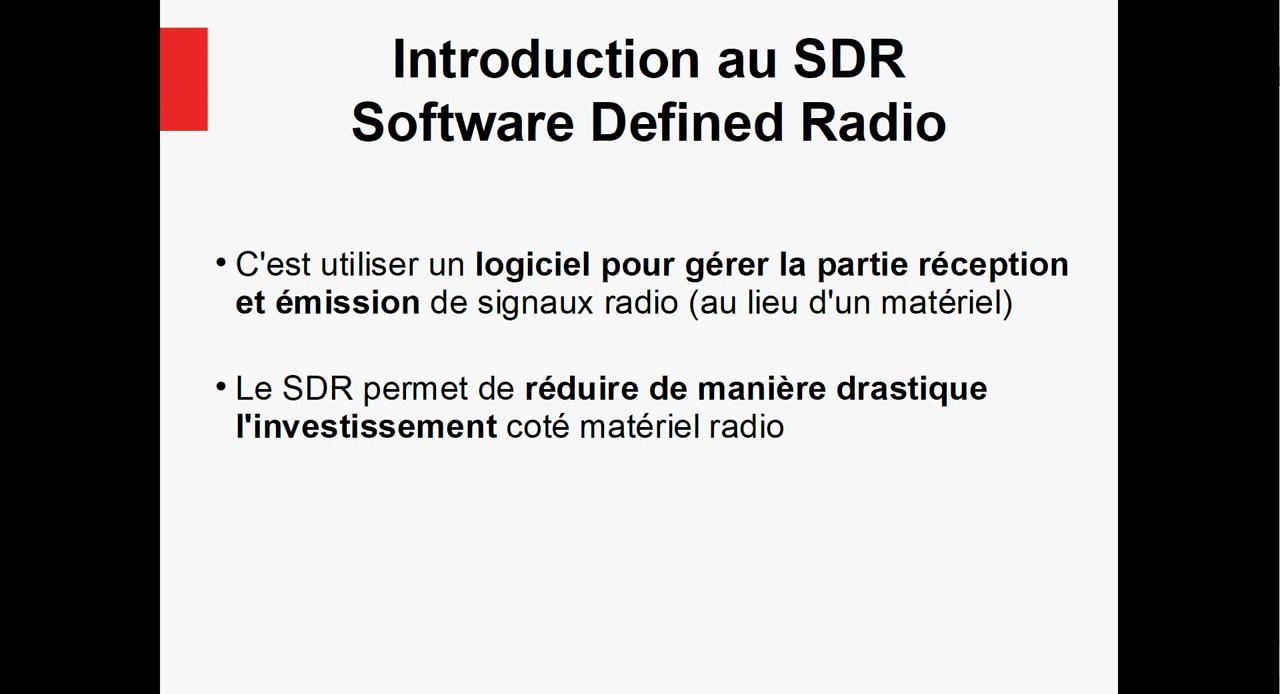 Introduction au SDR
Software Defined Radio
• C'est utiliser un logiciel pour gérer la partie réception
et émission de signaux radio (au lieu d'un matériel)
• Le SDR permet de réduire de manière drastique
l'investissement coté matériel radio